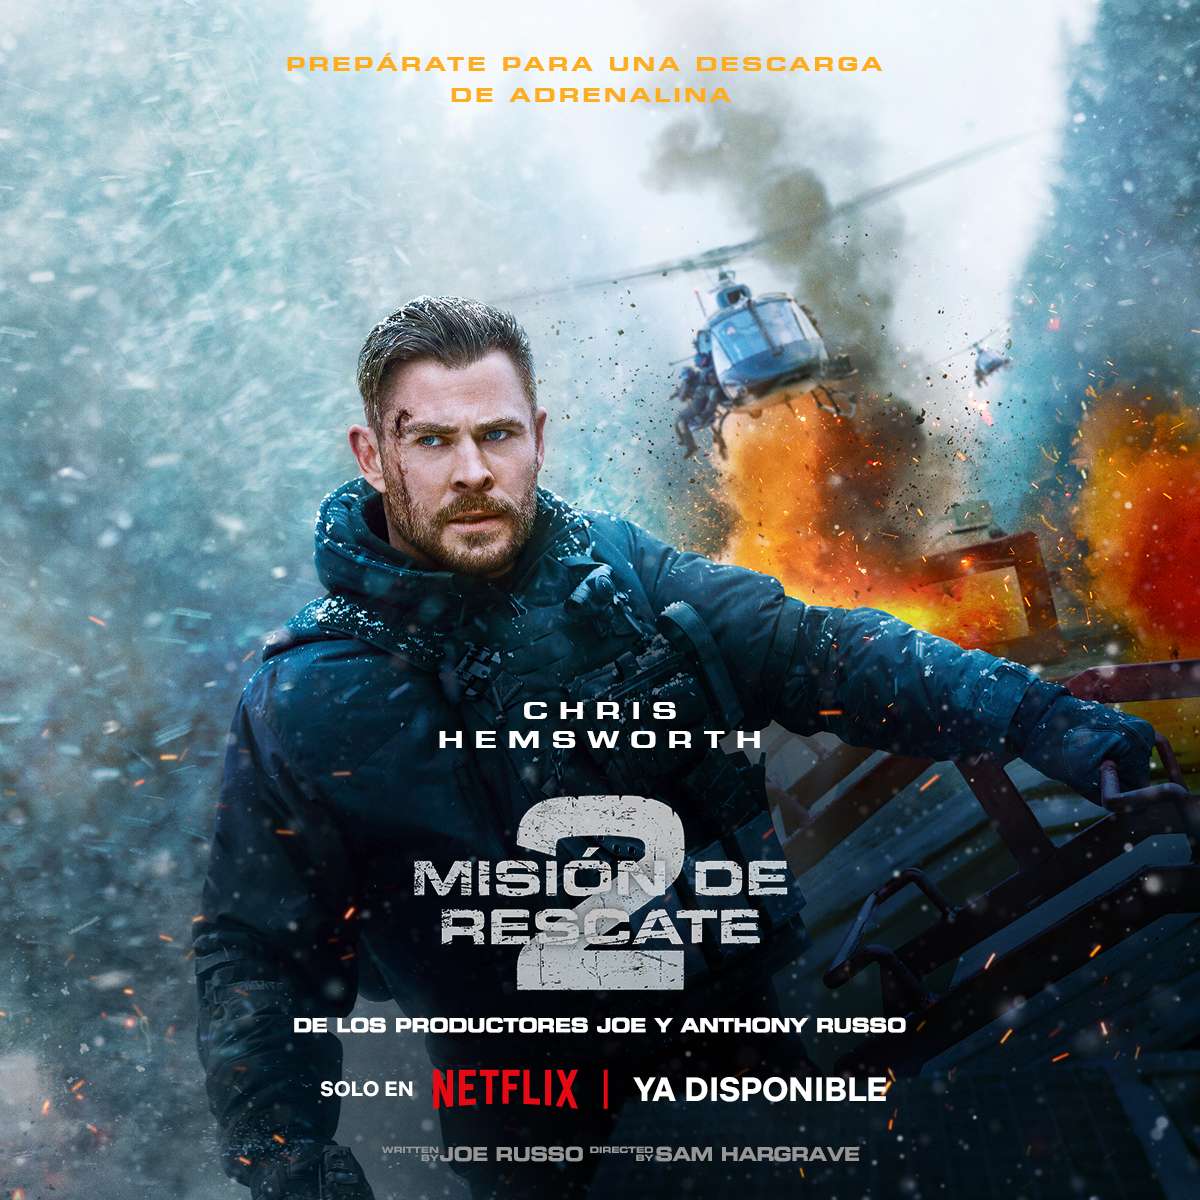 PREPÁRATE PARA UNA DESCARGA
DE ADRENALINA
CHRIS
HEMSWORTH
2
MISIÓN DE
RESCATE
DE LOS PRODUCTORES JOE Y ANTHONY RUSSO
SOLO EN NETFLIX | YA DISPONIBLE
WRITTEN BY JOE RUSSO DIRECTED BY SAM HARGRAVE